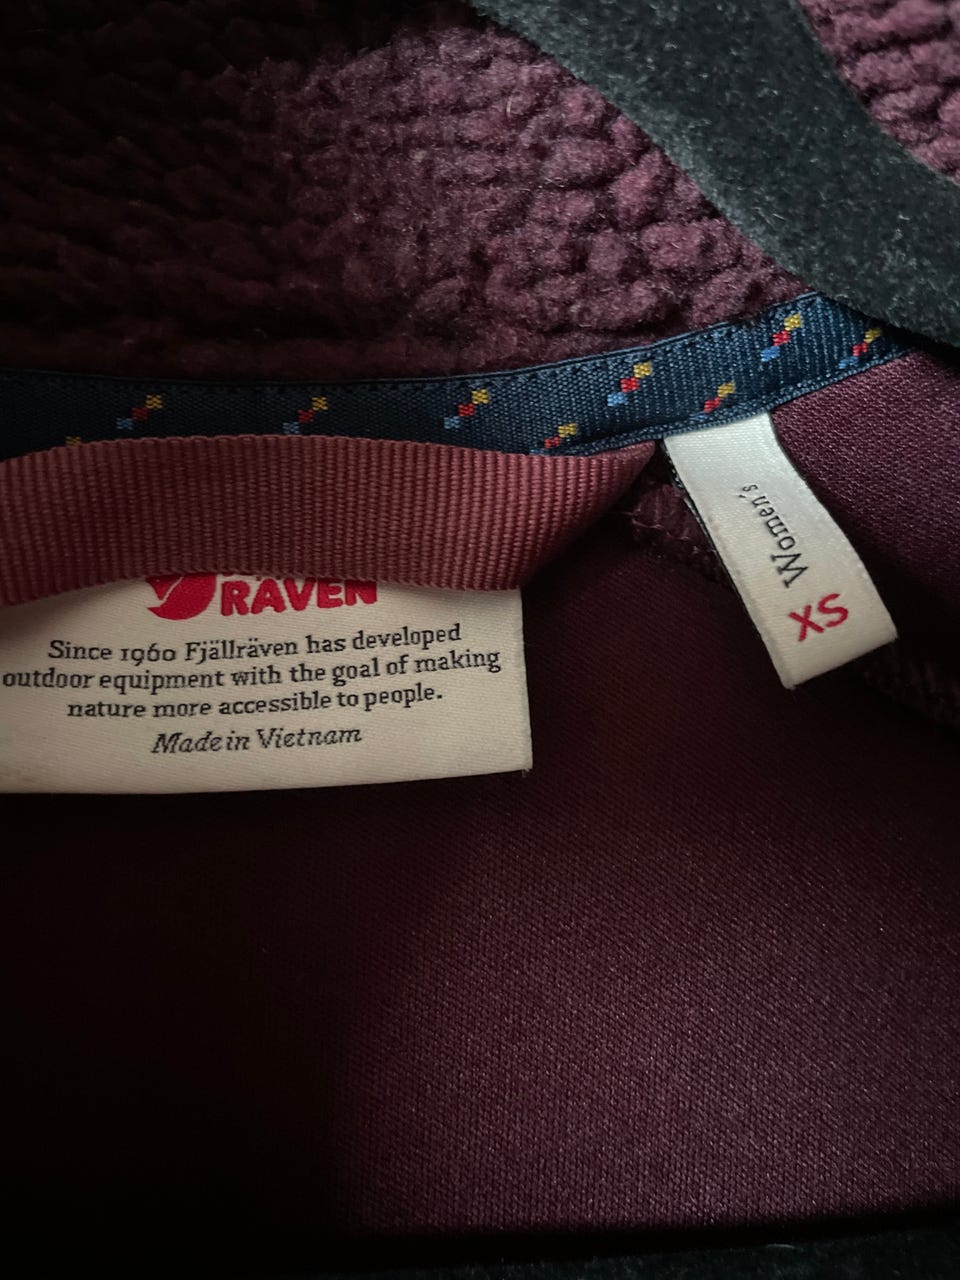 RÄVEN
Since 1960 Fjällräven has developed
outdoor equipment with the goal of making
nature more accessible to people.
Made in Vietnam
Women's
XS